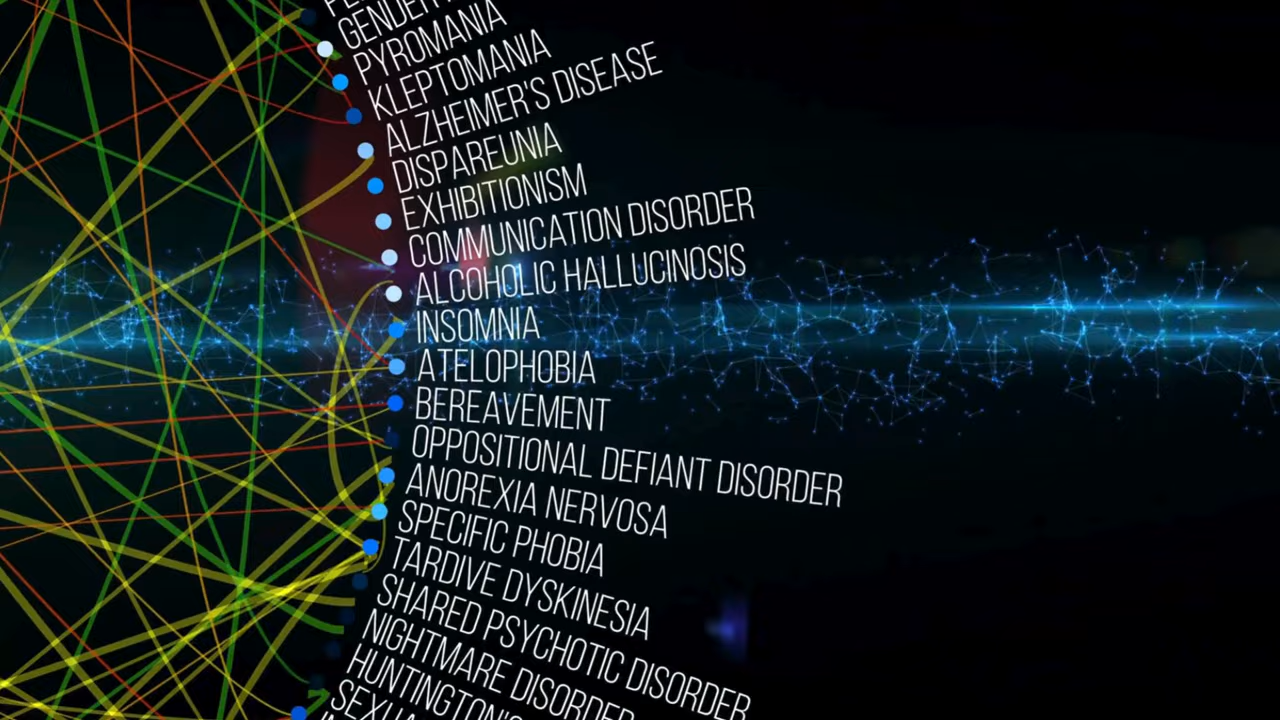 PYROMANIA
KLEPTOMANIA
ALZHEIMER'S DISEASE
DISPAREUNIA
EXHIBITIONISM
COMMUNICATION DISORDER
ALCOHOLIC HALLUCINOSIS
INSOMNIA
ATELOPHOBIA
BEREAVEMENT
OPPOSITIONAL DEFIANT DISORDER
ANOREXIA NERVOSA
SPECIFIC PHOBIA
TARDIVE DYSKINESIA
SHARED PSYCHOTIC DISORDER
NIGHTMARE DISORDER
HUNTINGTON'S